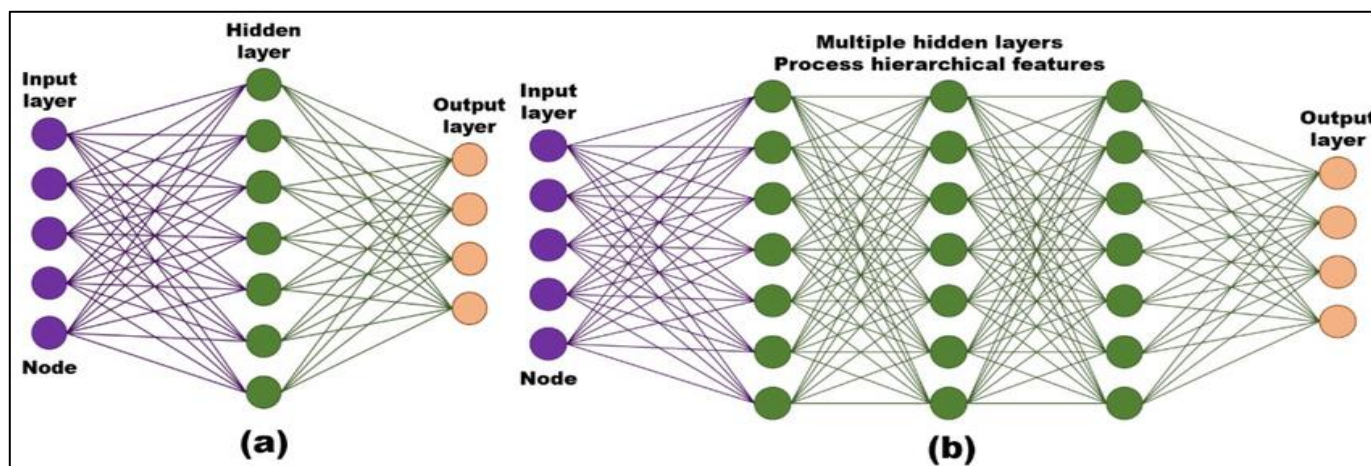 Hidden
layer
Input
layer
Output
layer
Node
(a)
Multiple hidden layers
Process hierarchical features
Input
layer
Output
layer
Node
(b)